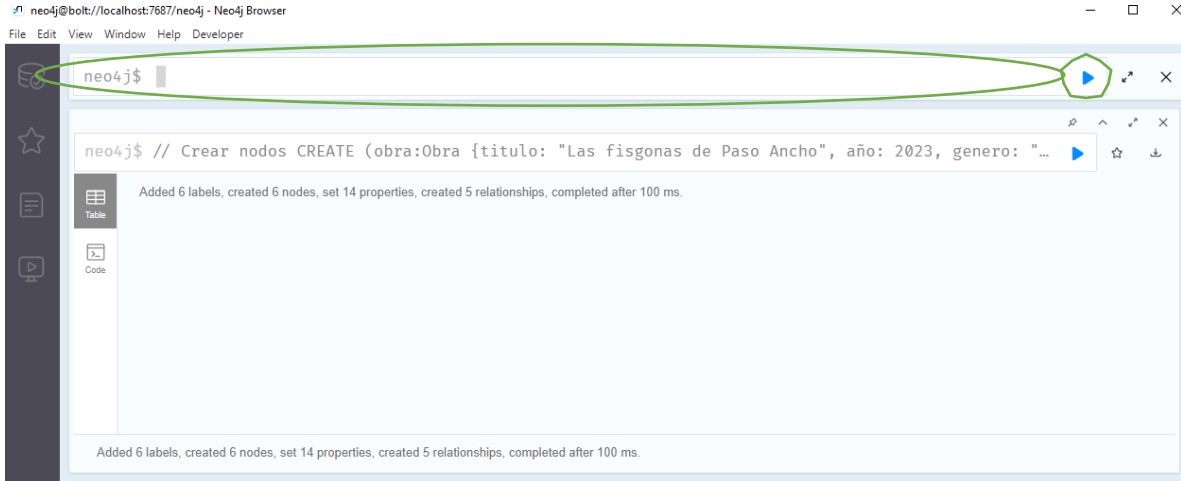 neo4j@bolt://localhost:7687/neo4j - Neo4j Browser
File Edit View Window Help Developer
neo4j$
neo4j$ // Crear nodos CREATE (obra:Obra {titulo: "Las fisgonas de Paso Ancho", año: 2023, genero: "…
Table
Added 6 labels, created 6 nodes, set 14 properties, created 5 relationships, completed after 100 ms.
Code
Added 6 labels, created 6 nodes, set 14 properties, created 5 relationships, completed after 100 ms.